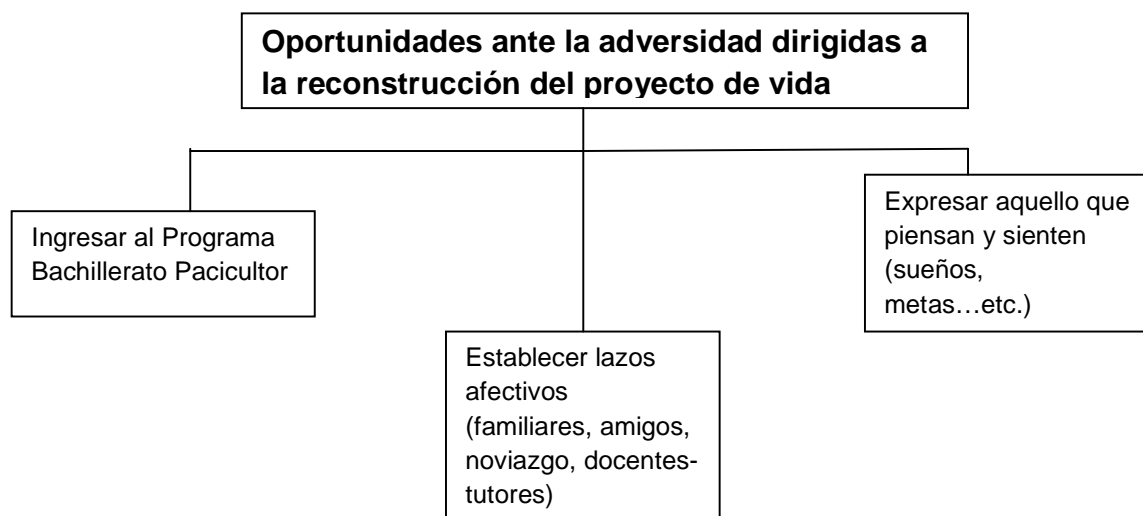 Oportunidades ante la adversidad dirigidas a
la reconstrucción del proyecto de vida
Ingresar al Programa
Bachillerato Pacicultor
Establecer lazos
afectivos
(familiares, amigos,
noviazgo, docentes-
tutores)
Expresar aquello que
piensan y sienten
(sueños,
metas…etc.)